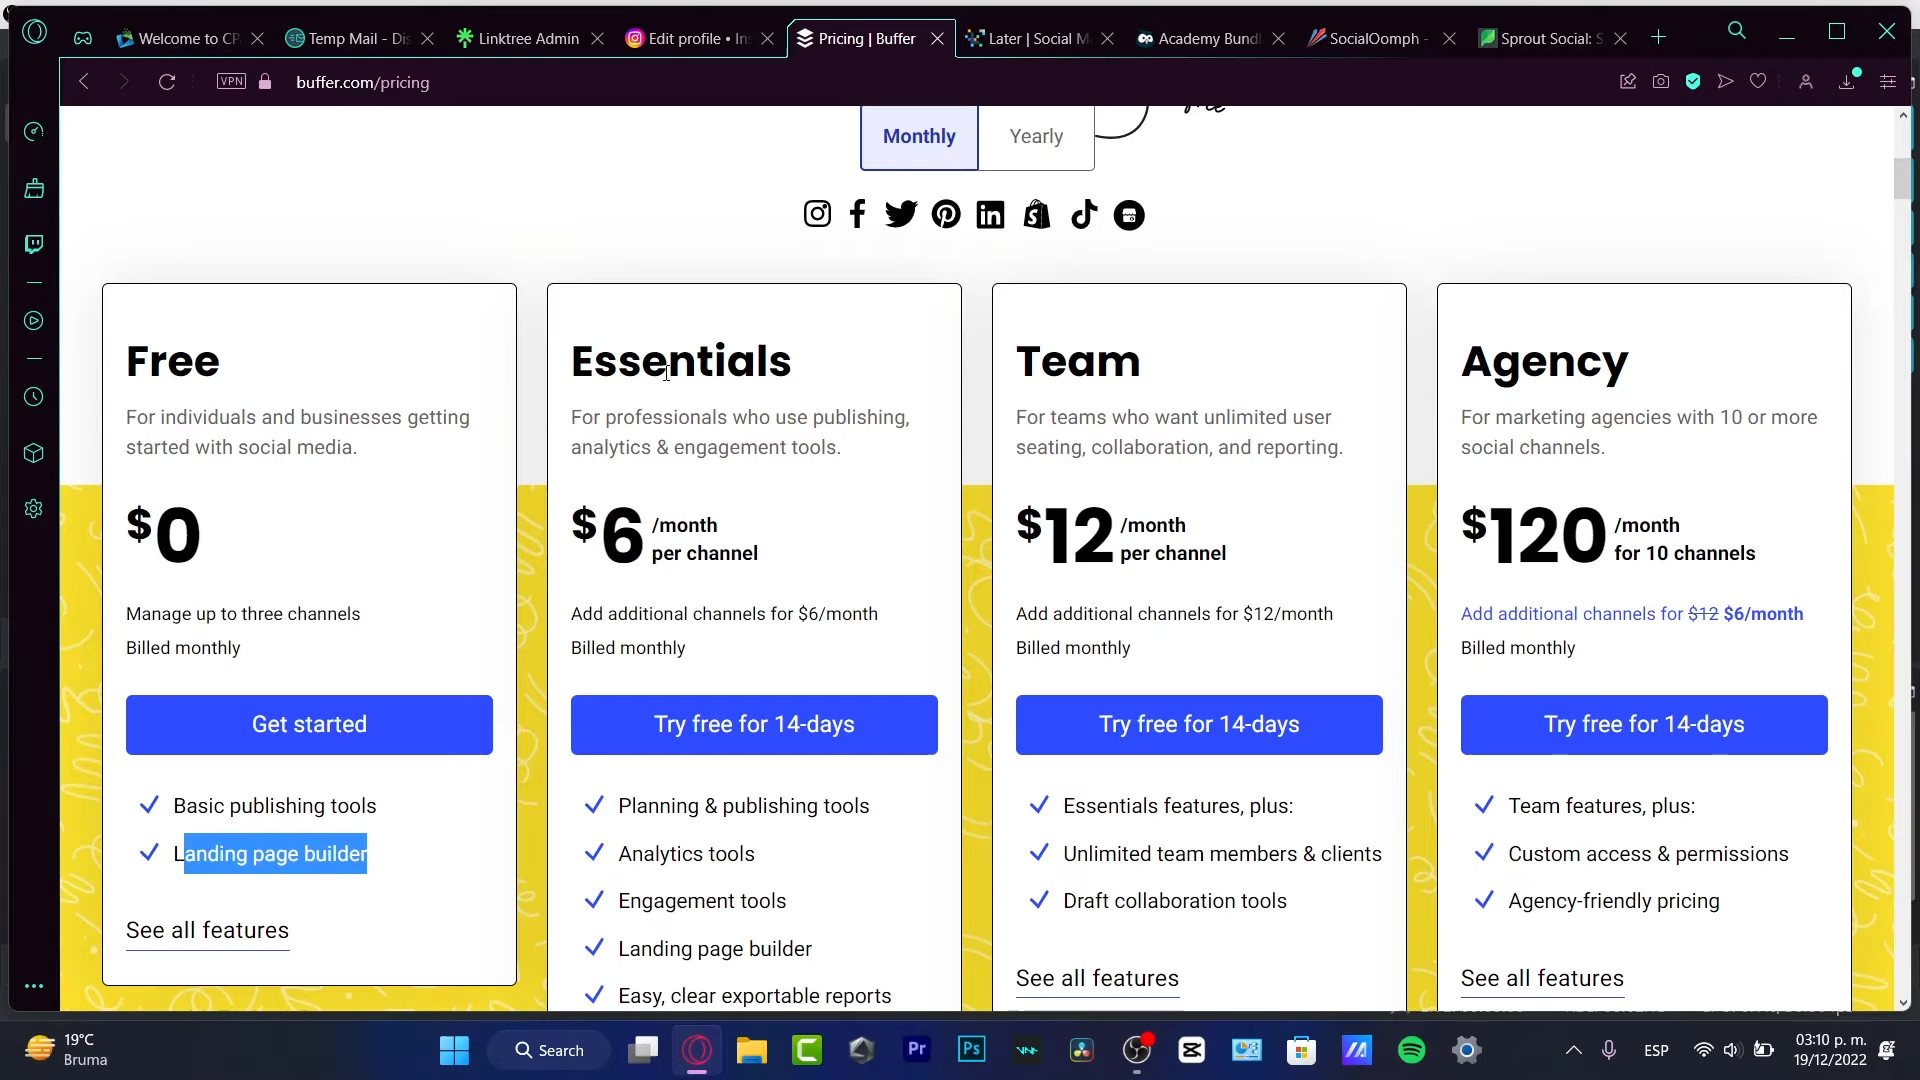 Welcome to CP
Temp Mail - Dis
Linktree Admin
Edit profile • In
Pricing | Buffer
Later | Social M
Academy Bundl
SocialOomph -
Sprout Social: S
VPN
buffer.com/pricing
Monthly
Yearly
Free
For individuals and businesses getting
started with social media.
$0
Manage up to three channels
Billed monthly
Get started
Basic publishing tools
Landing page builder
See all features
Essentials
For professionals who use publishing,
analytics & engagement tools.
$6 /month
per channel
Add additional channels for $6/month
Billed monthly
Try free for 14-days
Planning & publishing tools
Analytics tools
Engagement tools
Landing page builder
Easy, clear exportable reports
Team
For teams who want unlimited user
seating, collaboration, and reporting.
$12 /month
per channel
Add additional channels for $12/month
Billed monthly
Try free for 14-days
Essentials features, plus:
Unlimited team members & clients
Draft collaboration tools
See all features
Agency
For marketing agencies with 10 or more
social channels.
$120 /month
for 10 channels
Add additional channels for $12 $6/month
Billed monthly
Try free for 14-days
Team features, plus:
Custom access & permissions
Agency-friendly pricing
See all features
19°C
Bruma
Search
Pr
Ps
ESP
03:10 p. m.
19/12/2022